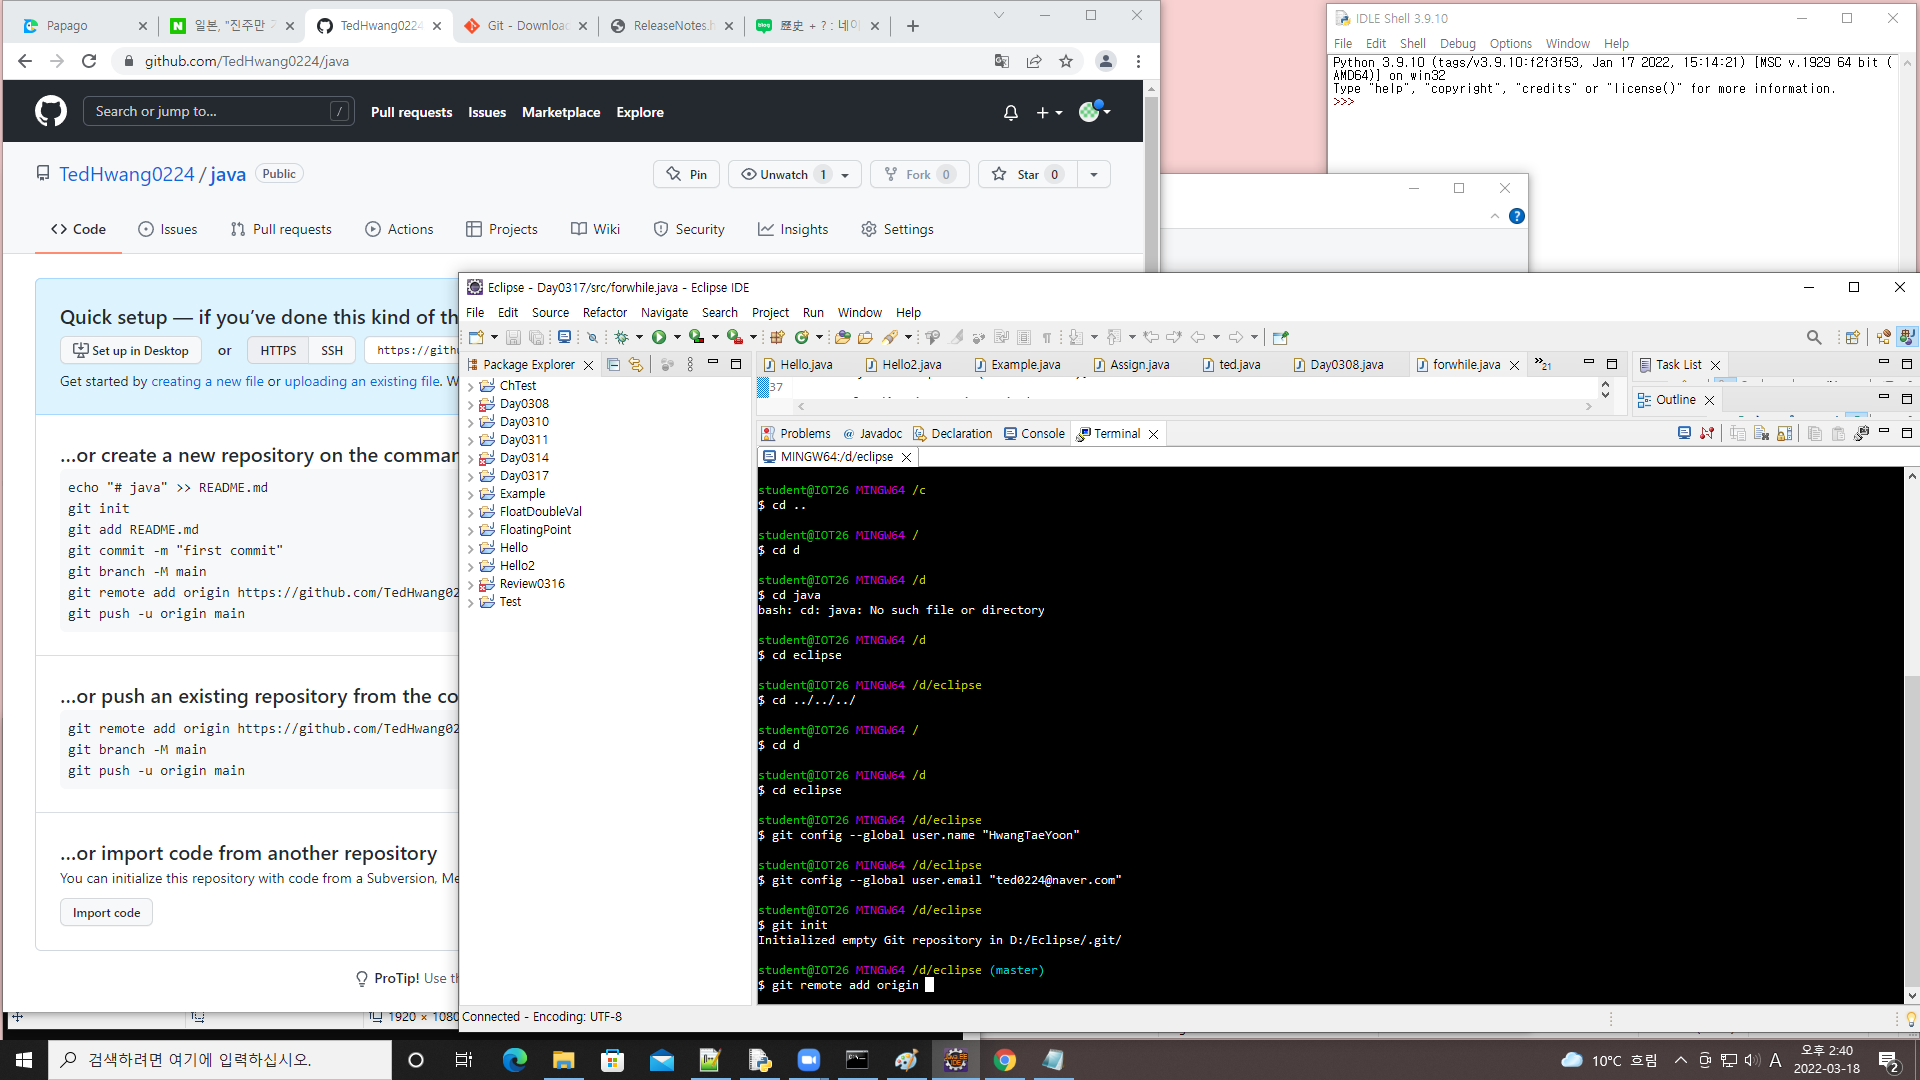 Papago
일본, "진주만
TedHwang0224
Git - Downloa
ReleaseNotes.h
歷史 + ? : 네이
github.com/TedHwang0224/java
Search or jump to...
/
Pull requests
Issues
Marketplace
Explore
TedHwang0224 / java
Public
Pin
Unwatch 1
Fork 0
Star 0
Code
Issues
Pull requests
Actions
Projects
Wiki
Security
Insights
Settings
Quick setup — if you've done this kind of th
Set up in Desktop
or
HTTPS
SSH
https://gith
Get started by creating a new file or uploading an existing file. W
...or create a new repository on the comman
echo "# java" >> README.md
git init
git add README.md
git commit -m "first commit"
git branch -M main
git remote add origin https://github.com/TedHwang02
git push -u origin main
...or push an existing repository from the co
git remote add origin https://github.com/TedHwang02
git branch -M main
git push -u origin main
...or import code from another repository
You can initialize this repository with code from a Subversion, Me
Import code
ProTip! Use th
1920 × 1080
IDLE Shell 3.9.10
File Edit Shell Debug Options Window Help
Python 3.9.10 (tags/v3.9.10:f2f3f53, Jan 17 2022, 15:14:21) [MSC v.1929 64 bit (
AMD64)] on win32
Type "help", "copyright", "credits" or "license()" for more information.
>>>
Eclipse - Day0317/src/forwhile.java - Eclipse IDE
File Edit Source Refactor Navigate Search Project Run Window Help
Package Explorer
ChTest
Day0308
Day0310
Day0311
Day0314
Day0317
Example
FloatDoubleVal
FloatingPoint
Hello
Hello2
Review0316
Test
Hello.java
Hello2.java
Example.java
Assign.java
ted.java
Day0308.java
forwhile.java
»21
37
Task List
Outline
Problems
@ Javadoc
Declaration
Console
Terminal
MINGW64:/d/eclipse
student@IOT26 MINGW64 /c
$ cd ..
student@IOT26 MINGW64 /
$ cd d
student@IOT26 MINGW64 /d
$ cd java
bash: cd: java: No such file or directory
student@IOT26 MINGW64 /d
$ cd eclipse
student@IOT26 MINGW64 /d/eclipse
$ cd ../../../
student@IOT26 MINGW64 /
$ cd d
student@IOT26 MINGW64 /d
$ cd eclipse
student@IOT26 MINGW64 /d/eclipse
$ git config --global user.name "HwangTaeYoon"
student@IOT26 MINGW64 /d/eclipse
$ git config --global user.email "ted0224@naver.com"
student@IOT26 MINGW64 /d/eclipse
$ git init
Initialized empty Git repository in D:/Eclipse/.git/
student@IOT26 MINGW64 /d/eclipse (master)
$ git remote add origin
Connected - Encoding: UTF-8
검색하려면 여기에 입력하십시오.
10°C 흐림
A
오후 2:40
2022-03-18
2